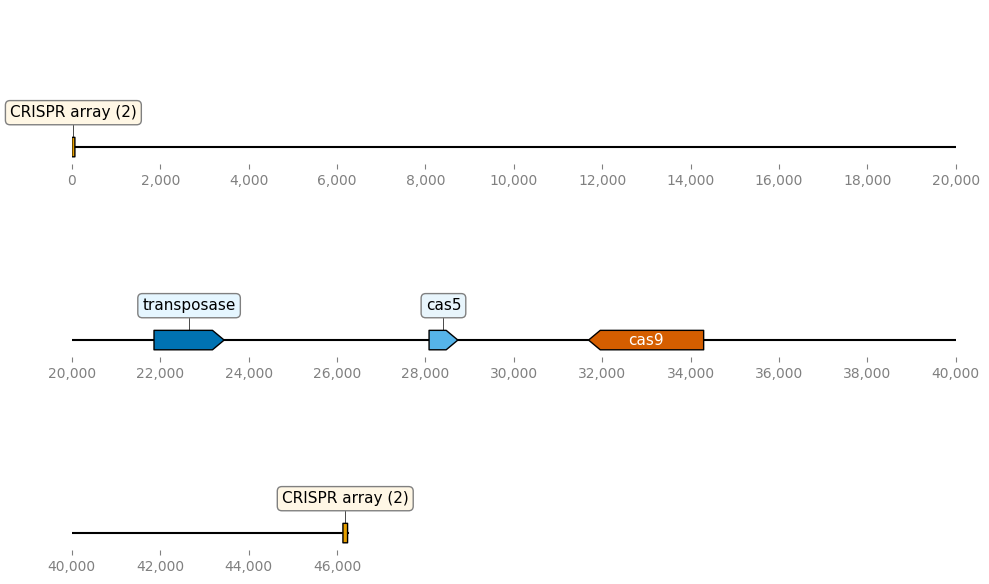 CRISPR array (2)
0 2,000 4,000 6,000 8,000 10,000 12,000 14,000 16,000 18,000 20,000
transposase cas5
cas9
20,000 22,000 24,000 26,000 28,000 30,000 32,000 34,000 36,000 38,000 40,000
CRISPR array (2)
40,000 42,000 44,000 46,000